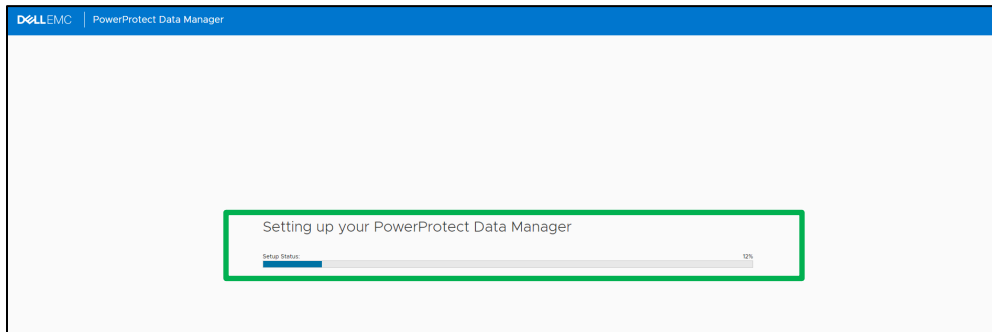 DELLEMC PowerProtect Data Manager
Setting up your PowerProtect Data Manager
Setup Status: 12%